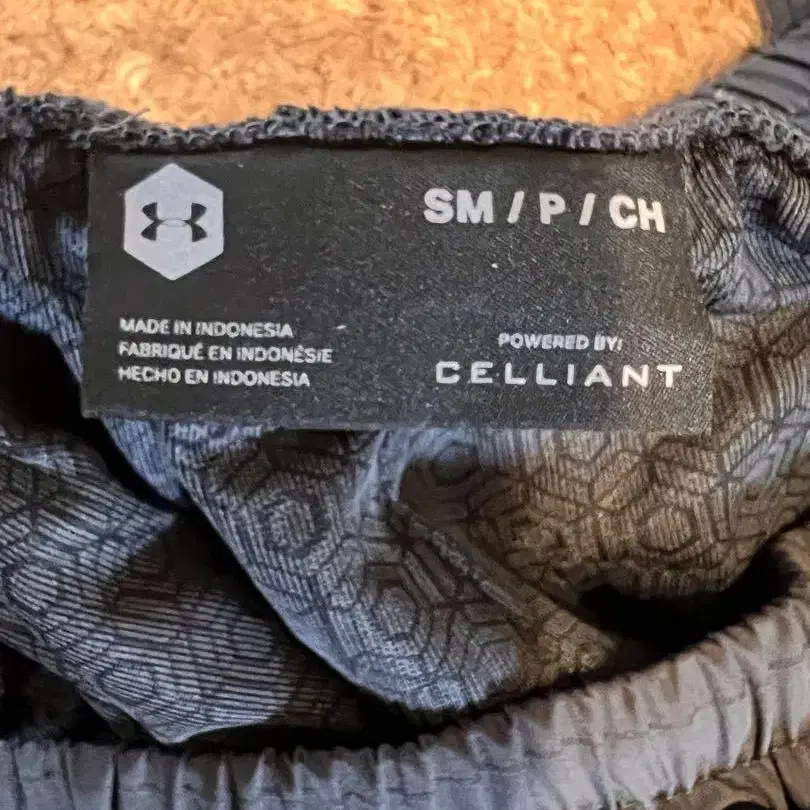 SM / P / CH
MADE IN INDONESIA
FABRIQUÉ EN INDONÉSIE
HECHO EN INDONESIA
POWERED BY:
CELLIANT